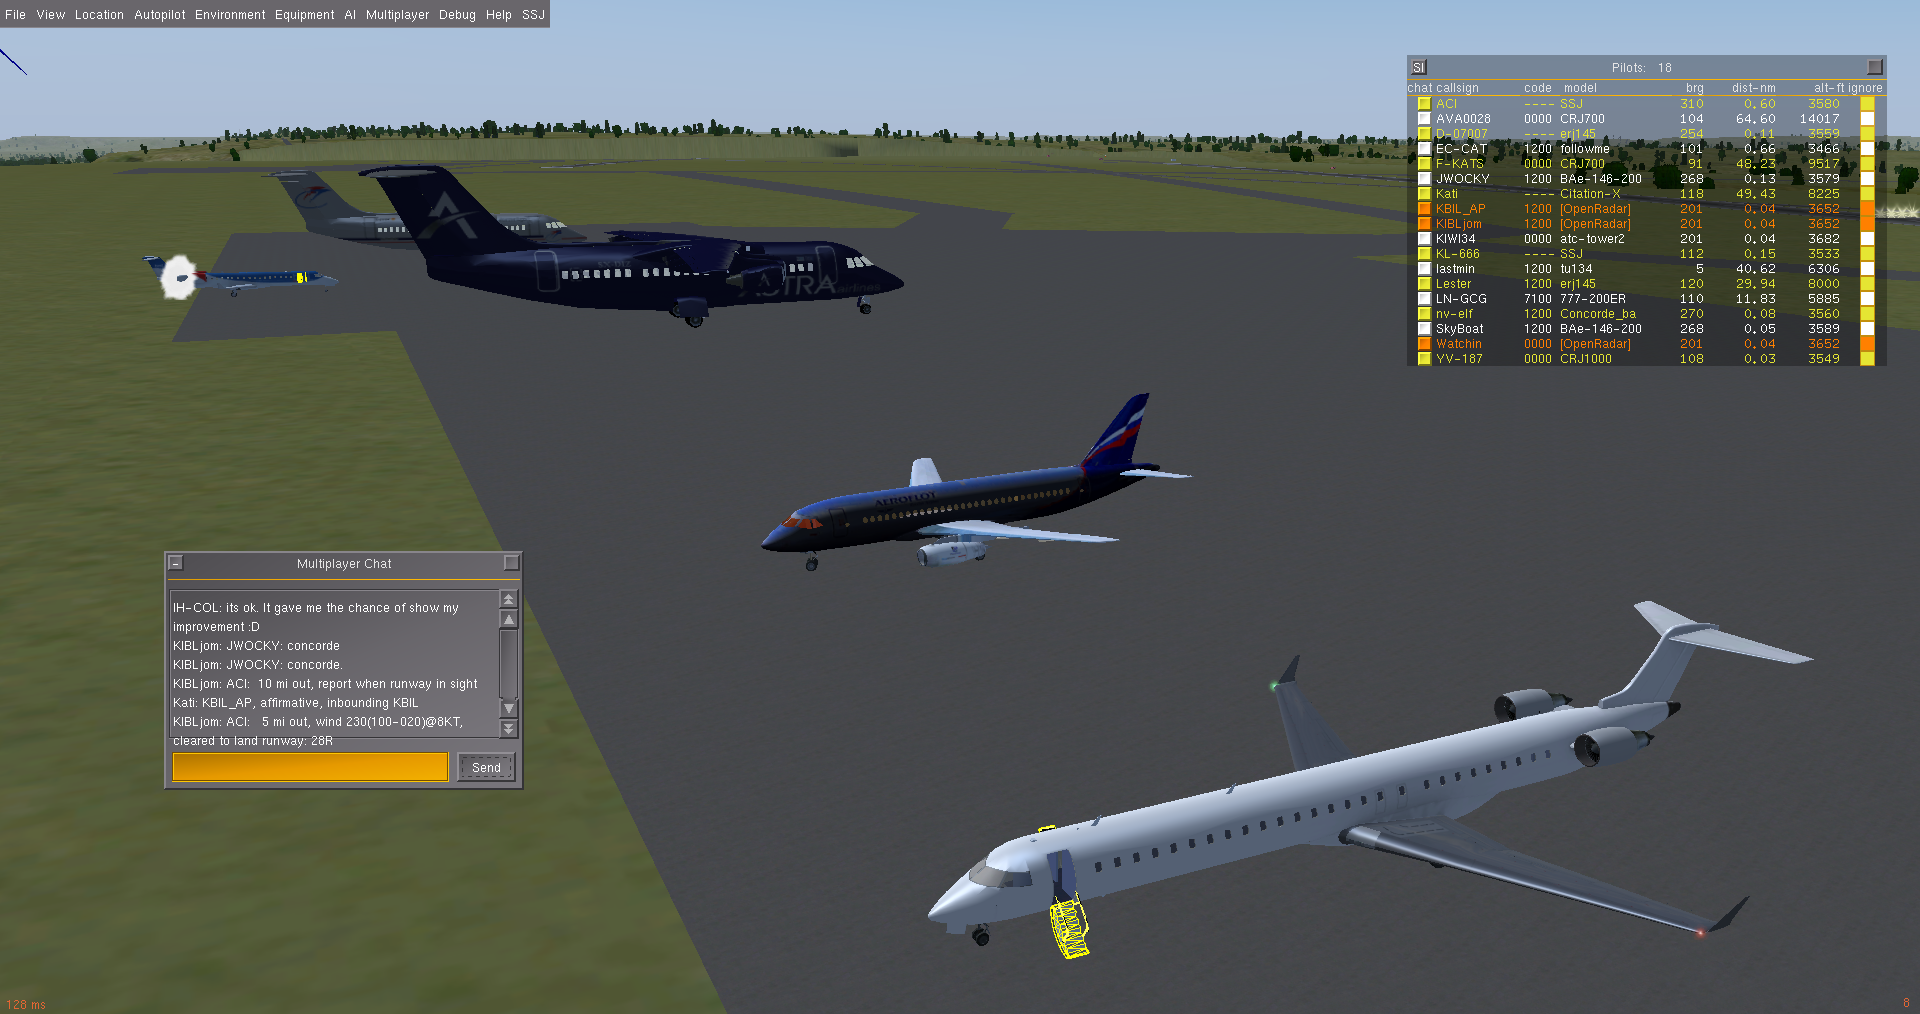 File View Location Autopilot Environment Equipment AI Multiplayer Debug Help SSJ
SI Pilots: 18
chat callsign code model brg dist-nm alt-ft ignore
ACI ---- SSJ 310 0.60 3580
AVA0028 0000 CRJ700 104 64.60 14017
D-07007 ---- erj145 254 0.11 3559
EC-CAT 1200 followme 101 0.66 3466
F-KATS 0000 CRJ700 91 48.23 9517
JWOCKY 1200 BAe-146-200 268 0.13 3579
Kati ---- Citation-X 118 49.43 8225
KBIL_AP 1200 [OpenRadar] 201 0.04 3652
KIBLjom 1200 [OpenRadar] 201 0.04 3652
KIWI34 0000 atc-tower2 201 0.04 3682
KL-666 ---- SSJ 112 0.15 3533
lastmin 1200 tu134 5 40.62 6306
Lester 1200 erj145 120 29.94 8000
LN-GCG 7100 777-200ER 110 11.83 5885
nv-elf 1200 Concorde_ba 270 0.08 3560
SkyBoat 1200 BAe-146-200 268 0.05 3589
Watchin 0000 [OpenRadar] 201 0.04 3652
YV-187 0000 CRJ1000 108 0.03 3549
ASTRA
airlines
AEROFLOT
Multiplayer Chat
IH-COL: its ok. It gave me the chance of show my
improvement :D
KIBLjom: JWOCKY: concorde
KIBLjom: JWOCKY: concorde.
KIBLjom: ACI: 10 mi out, report when runway in sight
Kati: KBIL_AP, affirmative, inbounding KBIL
KIBLjom: ACI: 5 mi out, wind 230(100-020)@8KT,
cleared to land runway: 28R
Send
128 ms
8